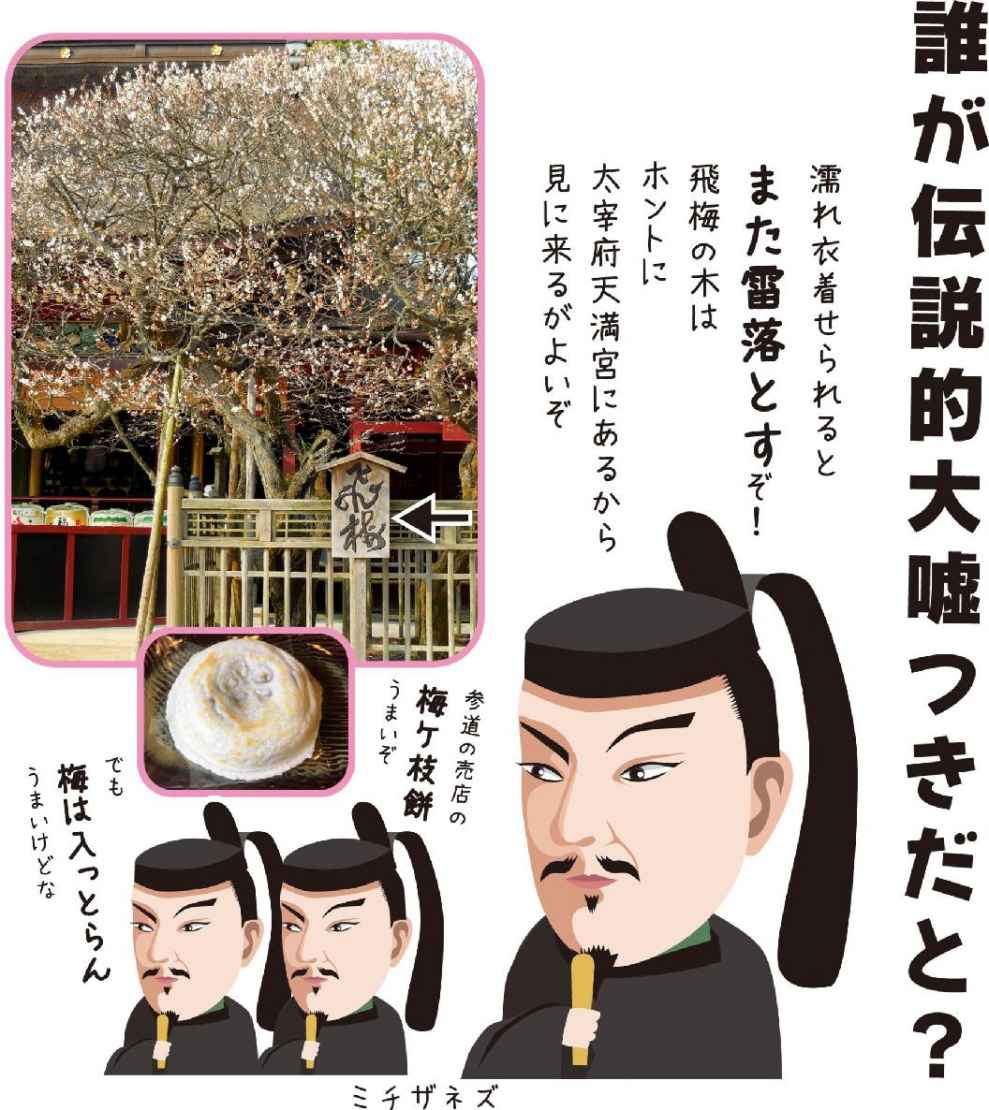 誰が伝説的大嘘つきだと?
濡れ衣着せられると
また雷落とすぞ!
飛梅の木は
ホントに
太宰府天満宮にあるから
見に来るがよいぞ
飛梅
参道の売店の
梅ケ枝餅
うまいぞ
でも
梅は入っとらん
うまいけどな
ミチザネズ